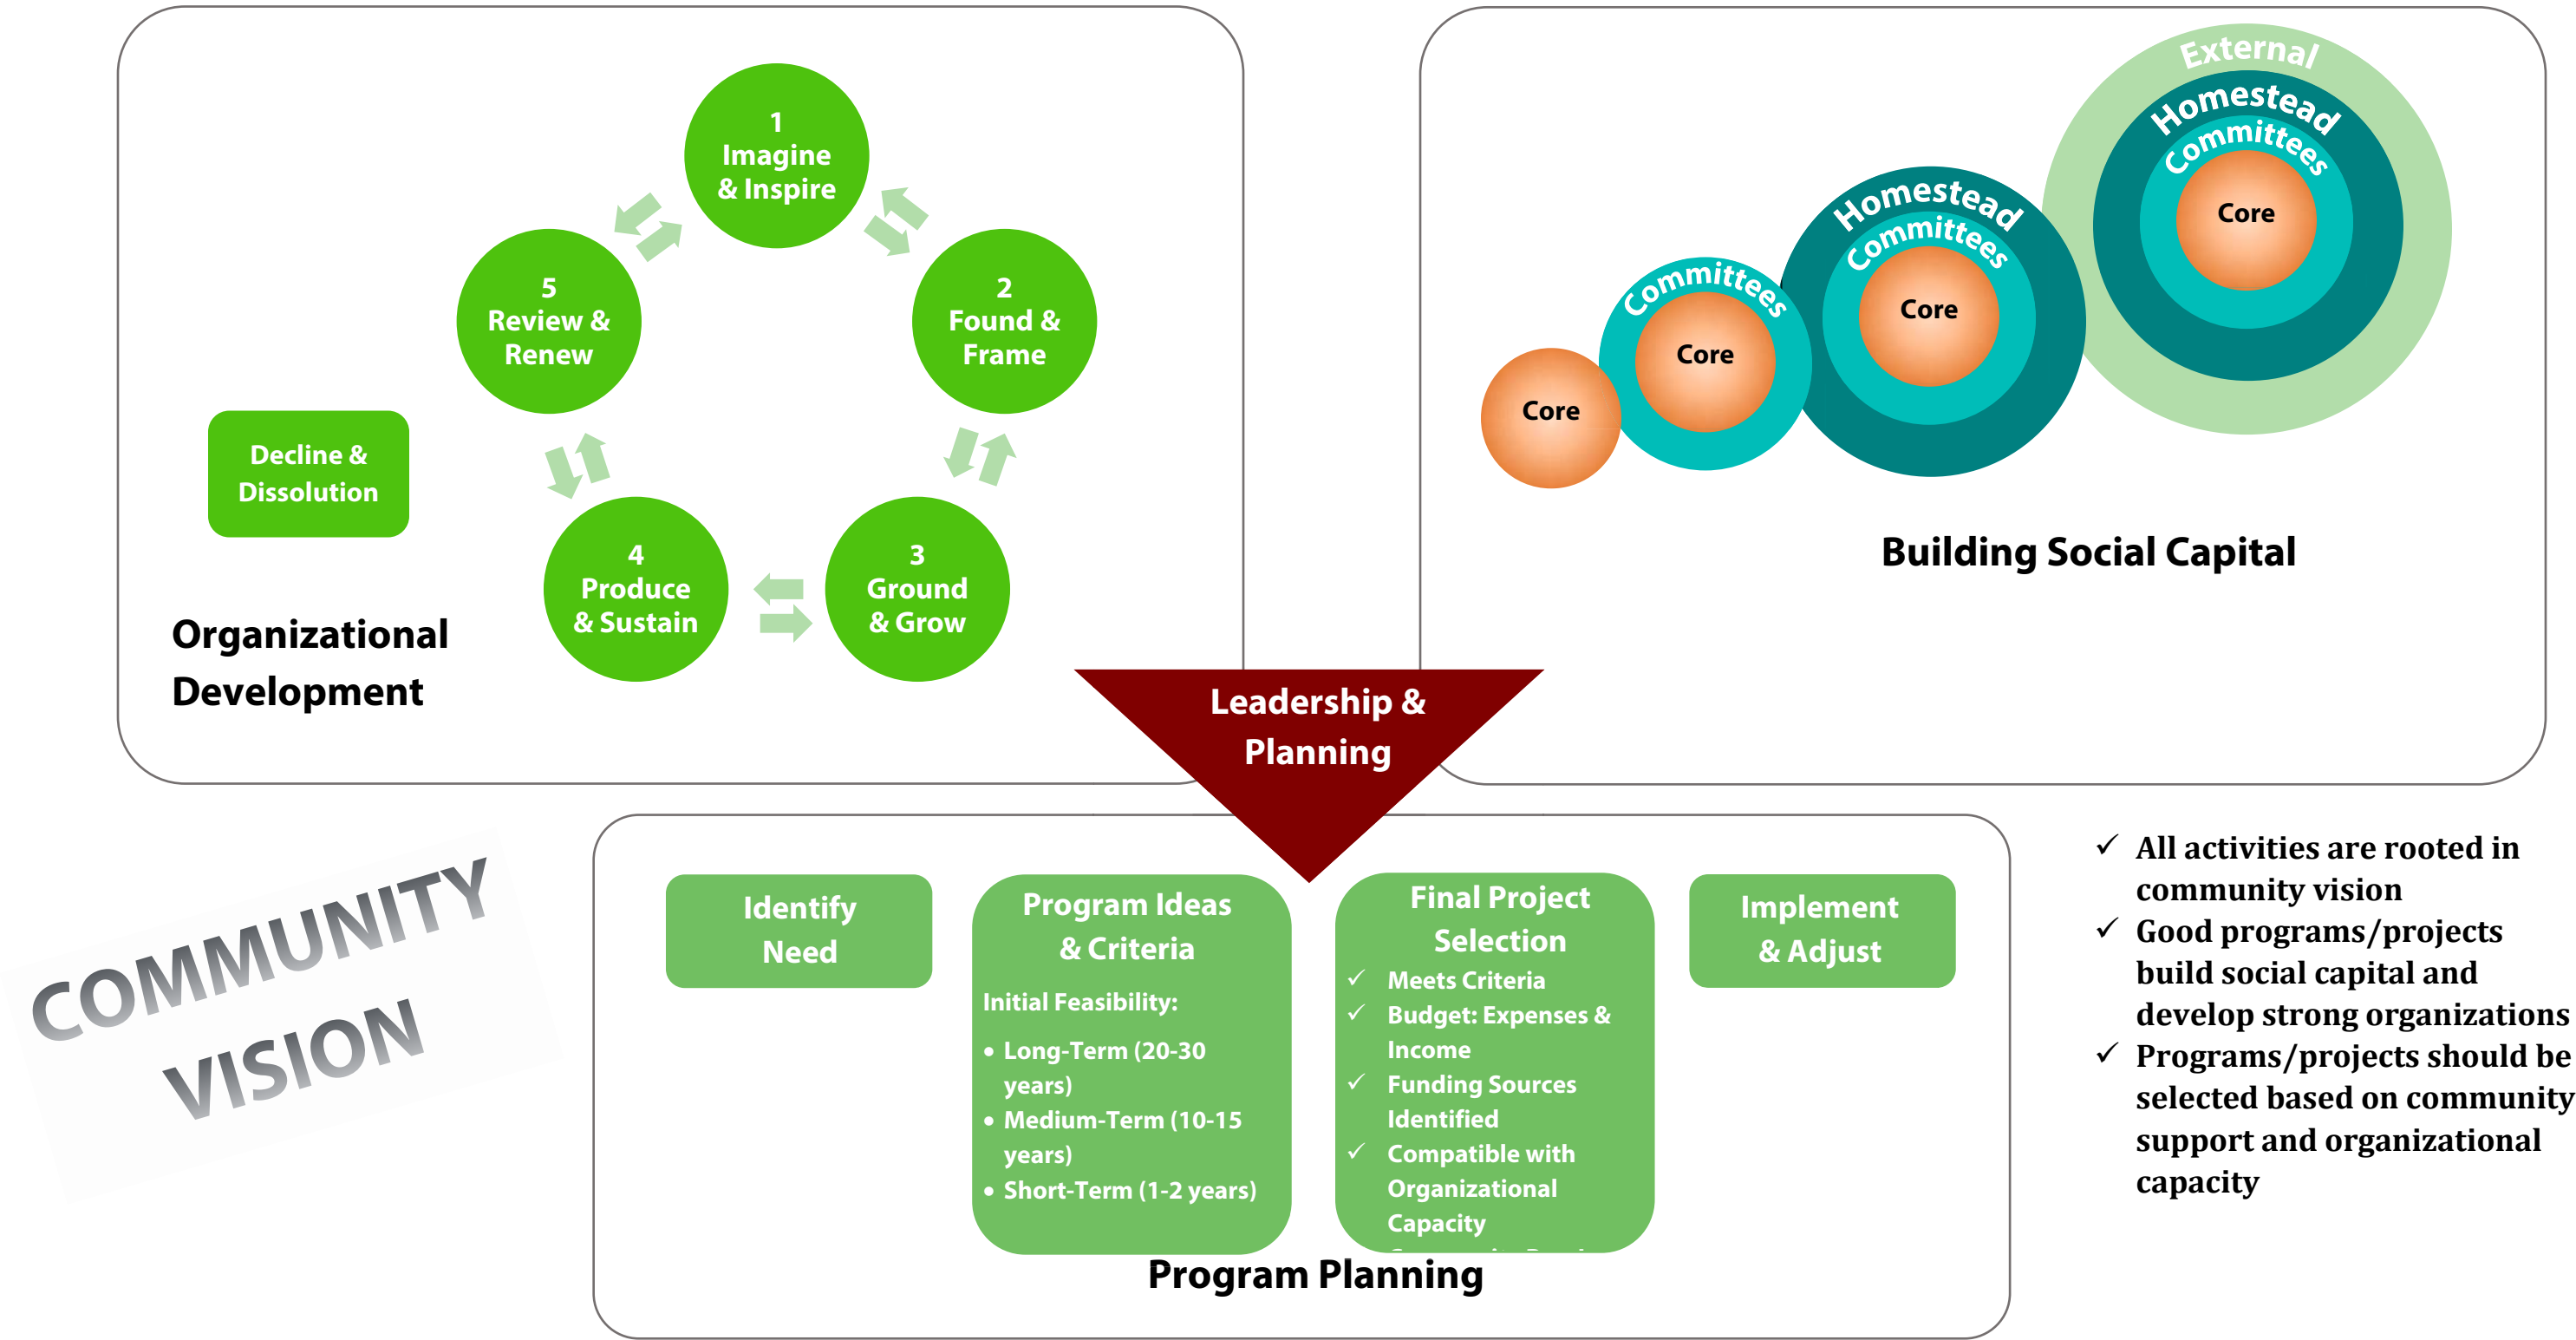 1
Imagine
& Inspire
2
Found &
Frame
3
Ground
& Grow
4
Produce
& Sustain
5
Review &
Renew
Decline &
Dissolution
Organizational
Development
External
Homestead
Committees
Core
Homestead
Committees
Core
Committees
Core
Core
Building Social Capital
Leadership &
Planning
COMMUNITY
VISION
Identify
Need
Program Ideas
& Criteria
Initial Feasibility:
• Long-Term (20-30
years)
• Medium-Term (10-15
years)
• Short-Term (1-2 years)
Final Project
Selection
✓ Meets Criteria
✓ Budget: Expenses &
Income
✓ Funding Sources
Identified
✓ Compatible with
Organizational
Capacity
Implement
& Adjust
Program Planning
✓ All activities are rooted in
community vision
✓ Good programs/projects
build social capital and
develop strong organizations
✓ Programs/projects should be
selected based on community
support and organizational
capacity